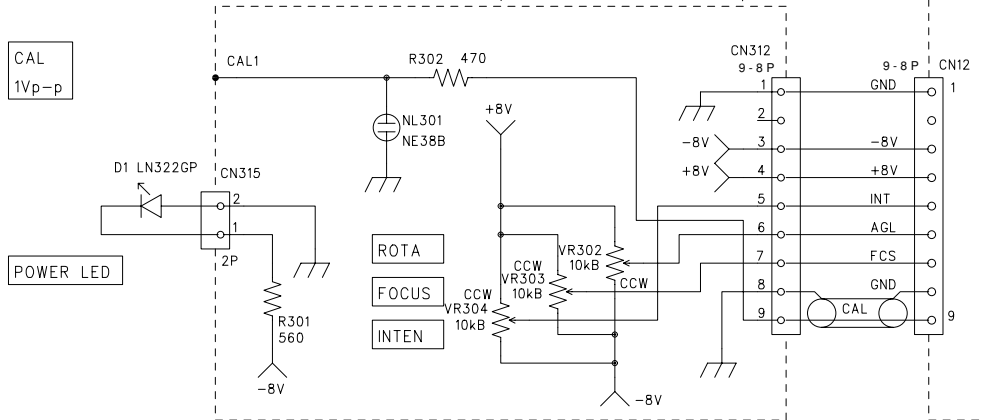 CAL
1Vp-p
CAL1
R302 470
CN312
9-8P
9-8P CN12
+8V
NL301
NE38B
1 GND 1
2
-8V 3 -8V
+8V 4 +8V
D1 LN322GP
CN315
2
1
2P
5 INT
6 AGL
7 FCS
8 GND
9 CAL 9
POWER LED
ROTA
FOCUS
INTEN
VR302
10kB
CCW
CCW
VR303
10kB
CCW
VR304
10kB
R301
560
-8V
-8V